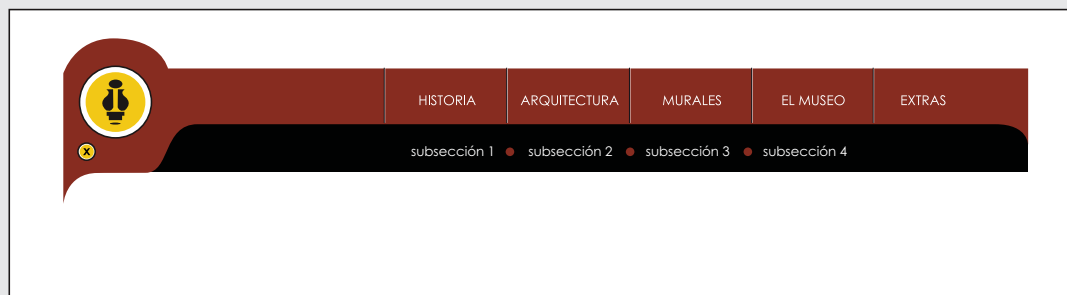 HISTORIA ARQUITECTURA MURALES EL MUSEO EXTRAS
x
subsección 1 subsección 2 subsección 3 subsección 4